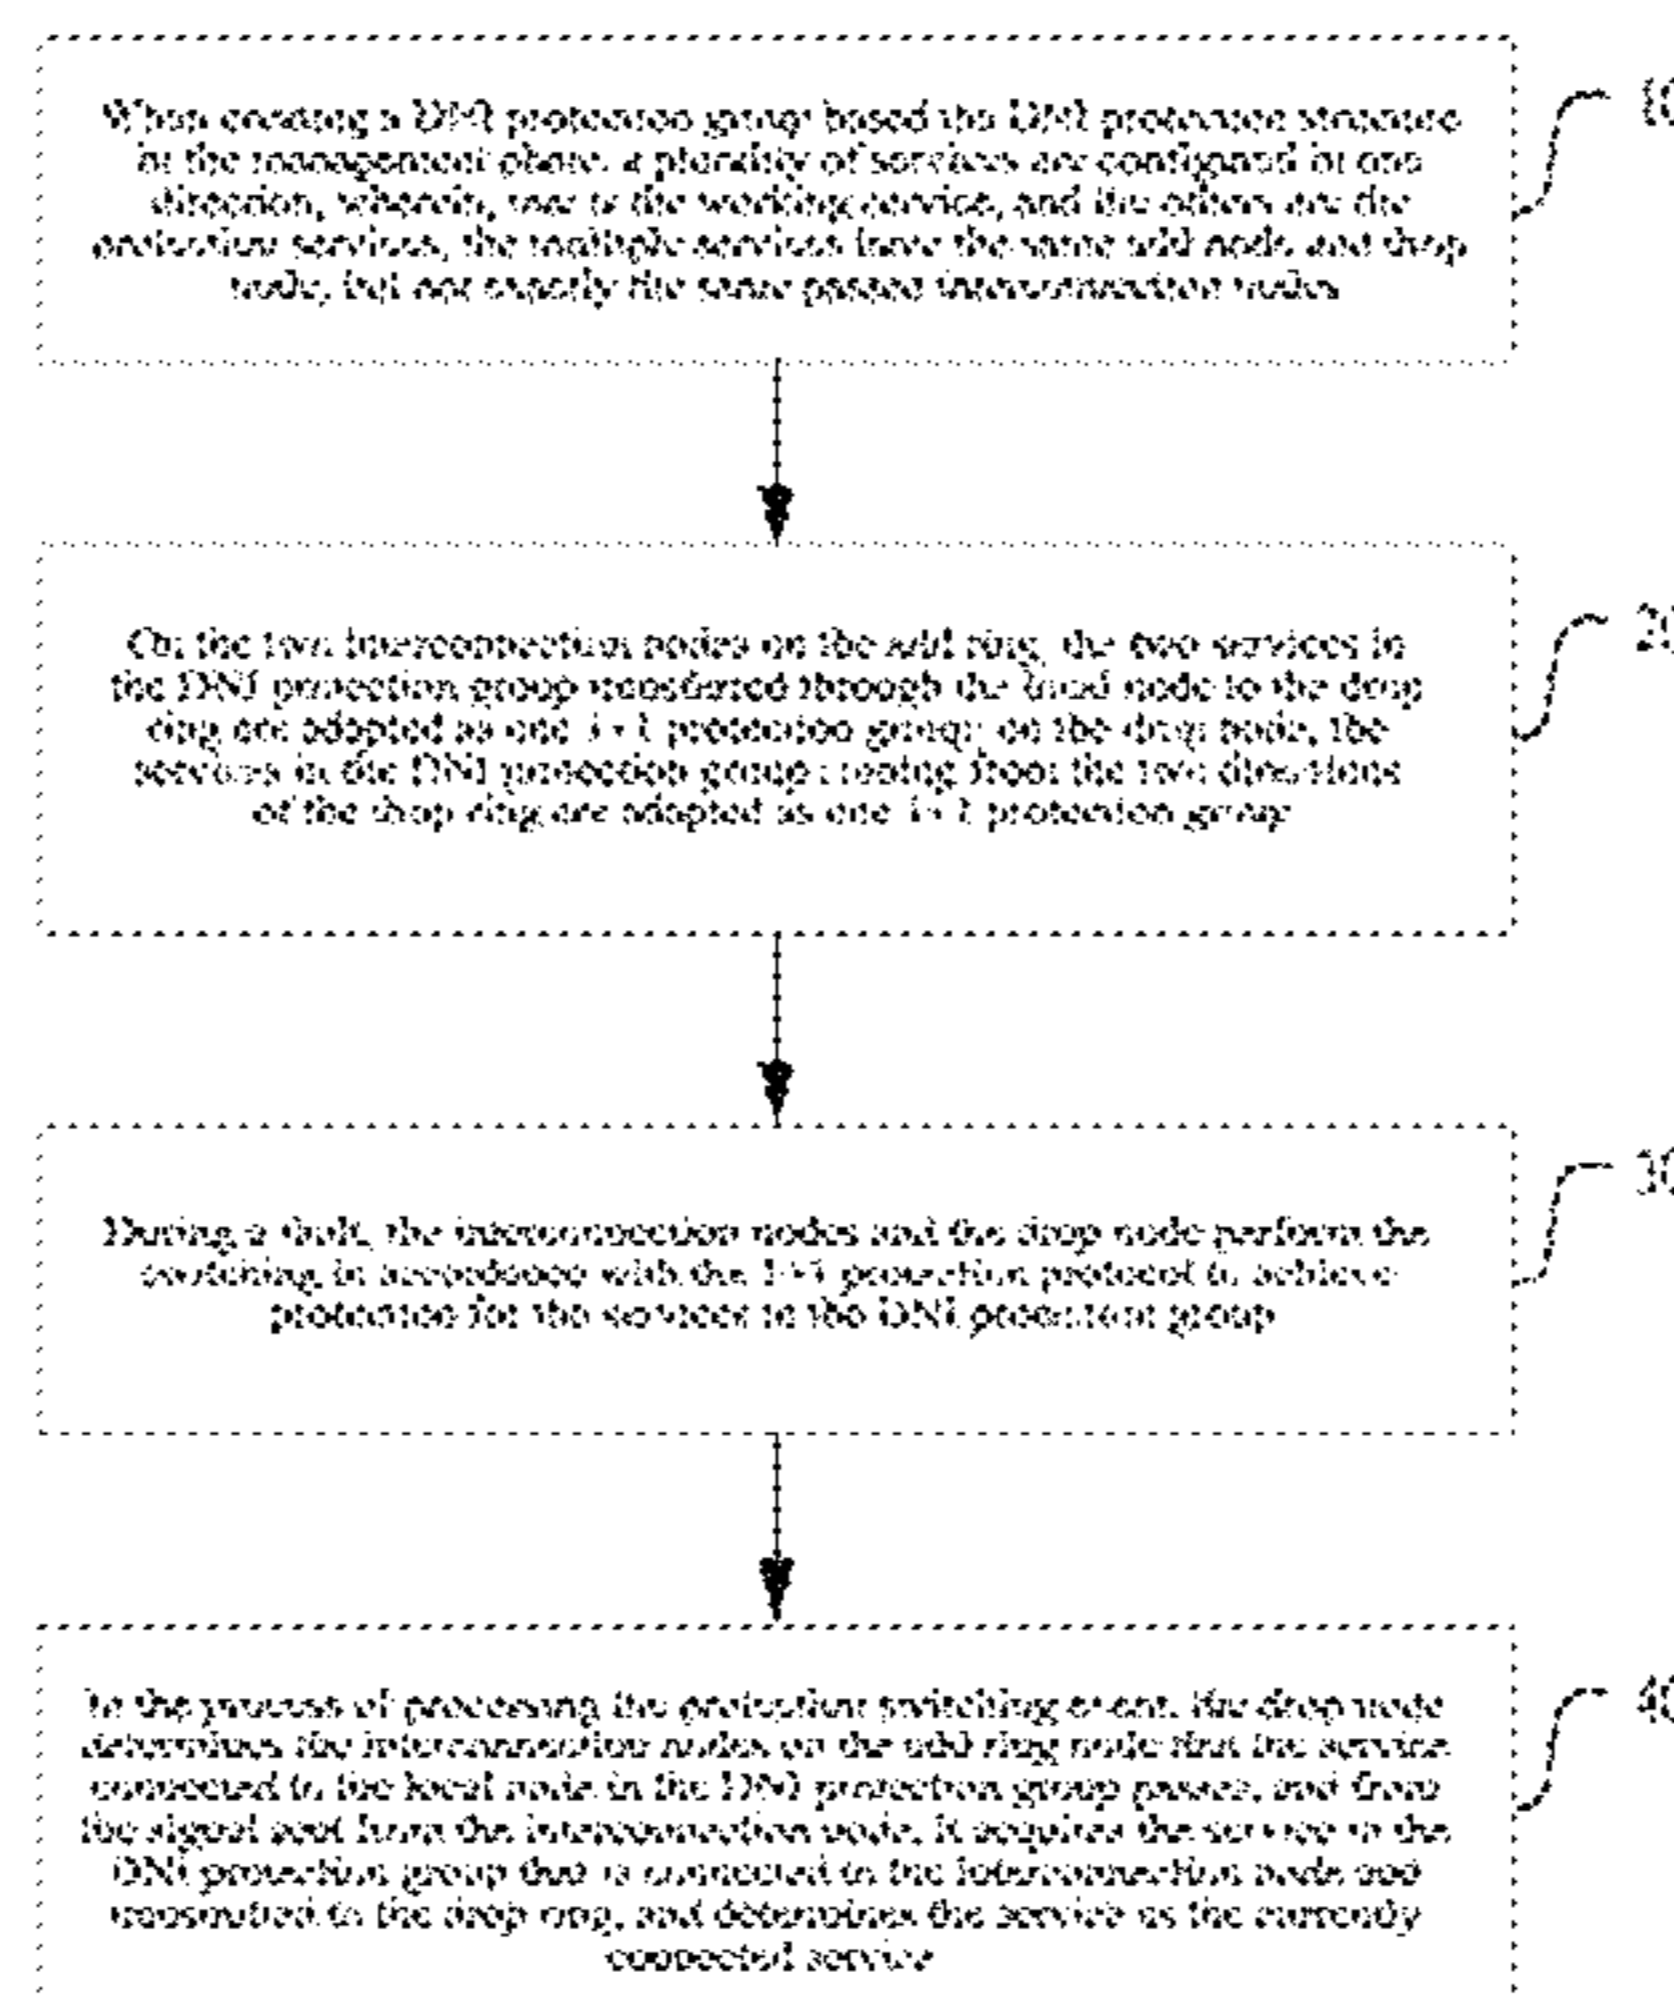 When creating a DNI protection group based the DNI protection structure
in the management plane, a plurality of services are configured in one
direction, wherein, one is the working service, and the others are the
protection services, the multiple services have the same add node and drop
node, but not exactly the same passed interconnection nodes
10
On the two interconnection nodes on the add ring, the two services in
the DNI protection group transferred through the local node to the drop
ring are adopted as one 1+1 protection group; on the drop node, the
services in the DNI protection group coming from the two directions
of the drop ring are adopted as one 1+1 protection group
20
During a fault, the interconnection nodes and the drop node perform the
switching in accordance with the 1+1 protection protocol to achieve
protection for the services in the DNI protection group
30
In the process of processing the protection switching event, the drop node
determines the interconnection nodes on the add ring node that the service
connected to the local node in the DNI protection group passes, and from
the signal sent form the interconnection node, it acquires the service in the
DNI protection group that is connected to the interconnection node and
transmitted to the drop ring, and determines the service as the currently
connected service
40